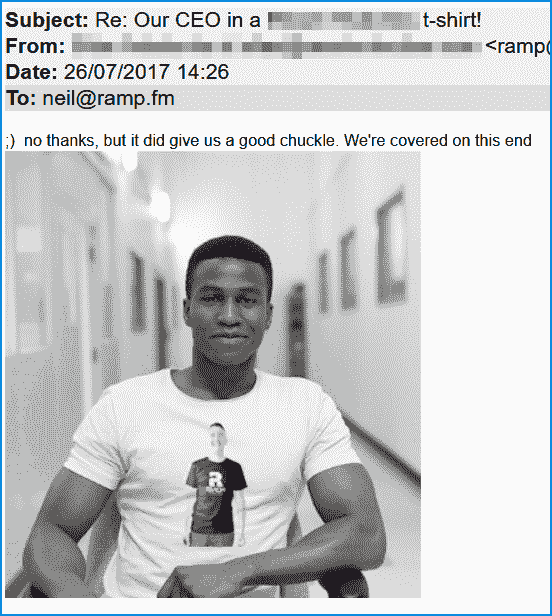 Subject: Re: Our CEO in a t-shirt!
From: <ramp@
Date: 26/07/2017 14:26
To: neil@ramp.fm
;) no thanks, but it did give us a good chuckle. We're covered on this end
R